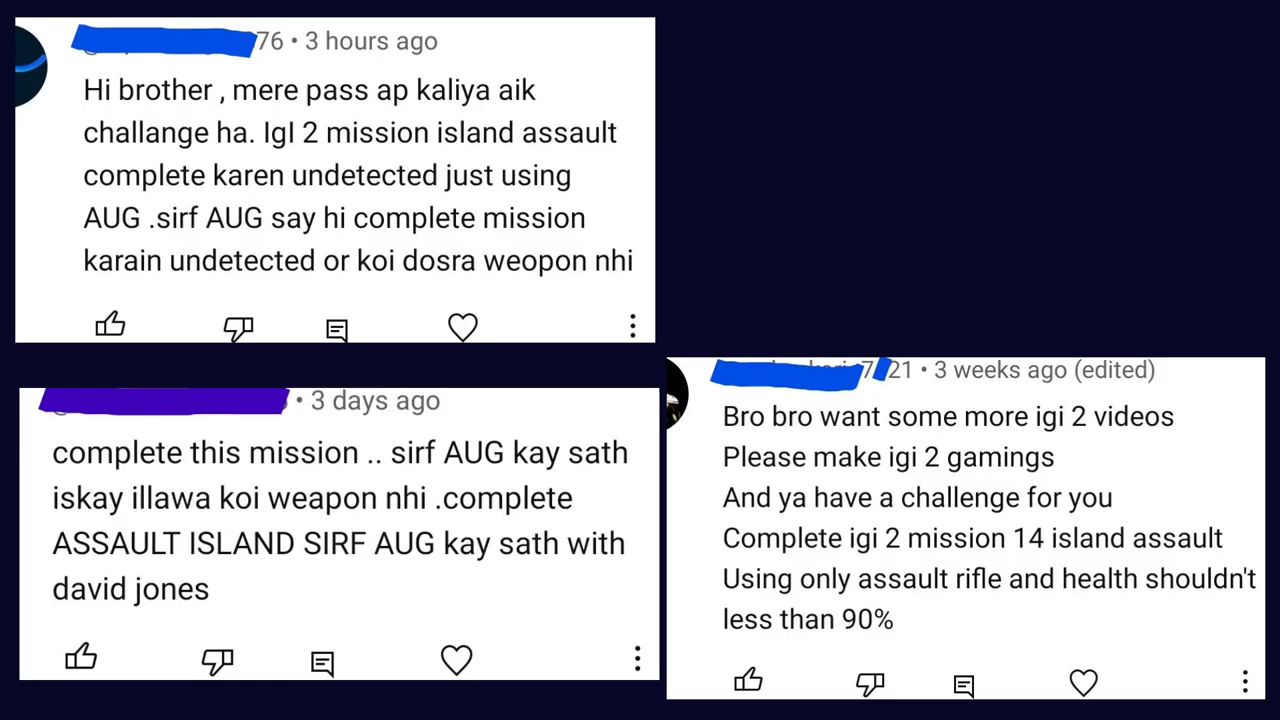 76 • 3 hours ago
Hi brother , mere pass ap kaliya aik
challange ha. IgI 2 mission island assault
complete karen undetected just using
AUG .sirf AUG say hi complete mission
karain undetected or koi dosra weopon nhi
• 3 days ago
complete this mission .. sirf AUG kay sath
iskay illawa koi weapon nhi .complete
ASSAULT ISLAND SIRF AUG kay sath with
david jones
21 • 3 weeks ago (edited)
Bro bro want some more igi 2 videos
Please make igi 2 gamings
And ya have a challenge for you
Complete igi 2 mission 14 island assault
Using only assault rifle and health shouldn't
less than 90%